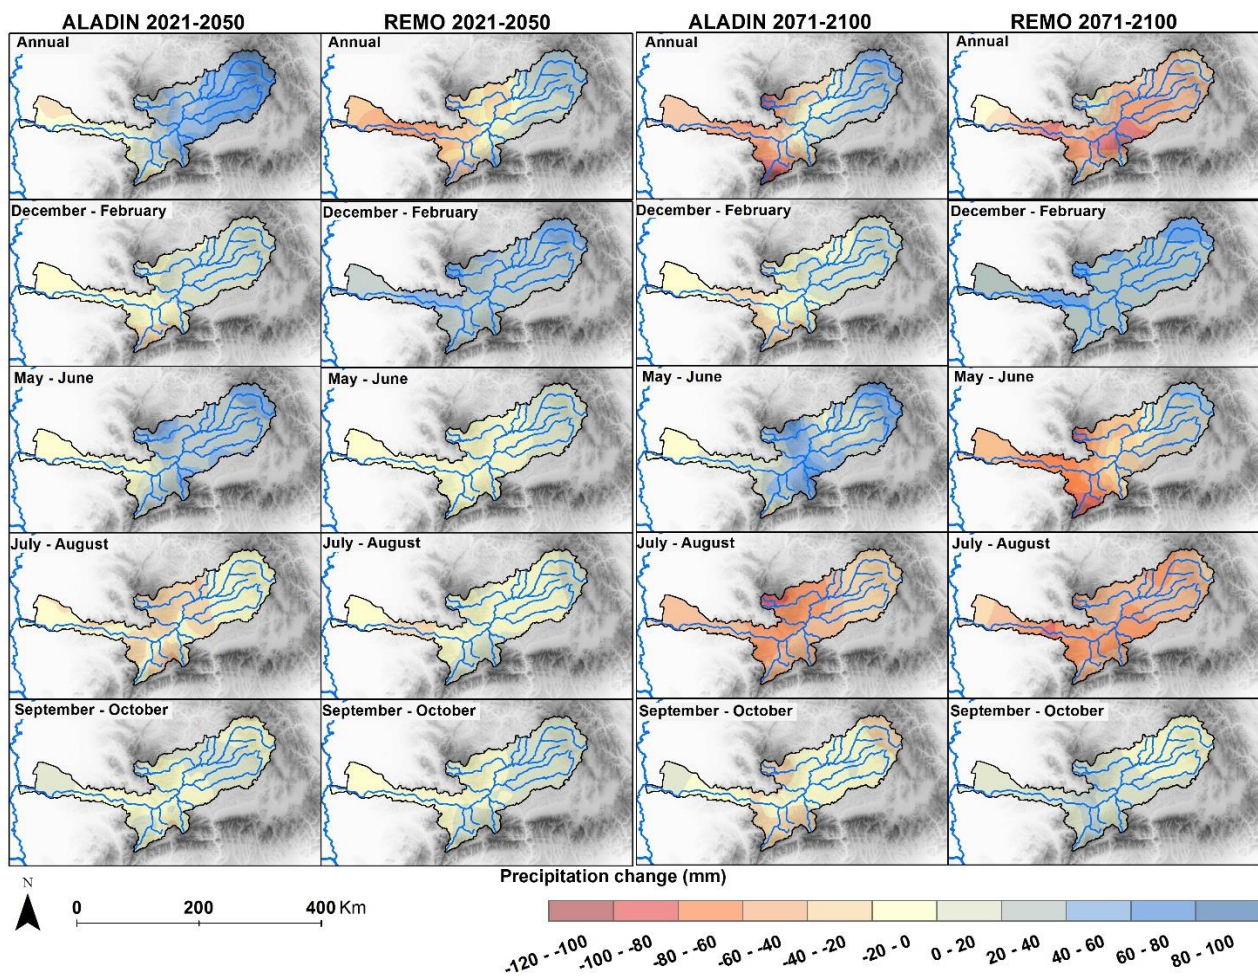 ALADIN 2021-2050 REMO 2021-2050 ALADIN 2071-2100 REMO 2071-2100
Annual Annual Annual Annual
December - February December - February December - February December - February
May - June May - June May - June May - June
July - August July - August July - August July - August
September - October September - October September - October September - October
Precipitation change (mm)
N
0 200 400 Km
-120 - -100 -100 - -80 -80 - -60 -60 - -40 -40 - -20 -20 - 0 0 - 20 20 - 40 40 - 60 60 - 80 80 - 100